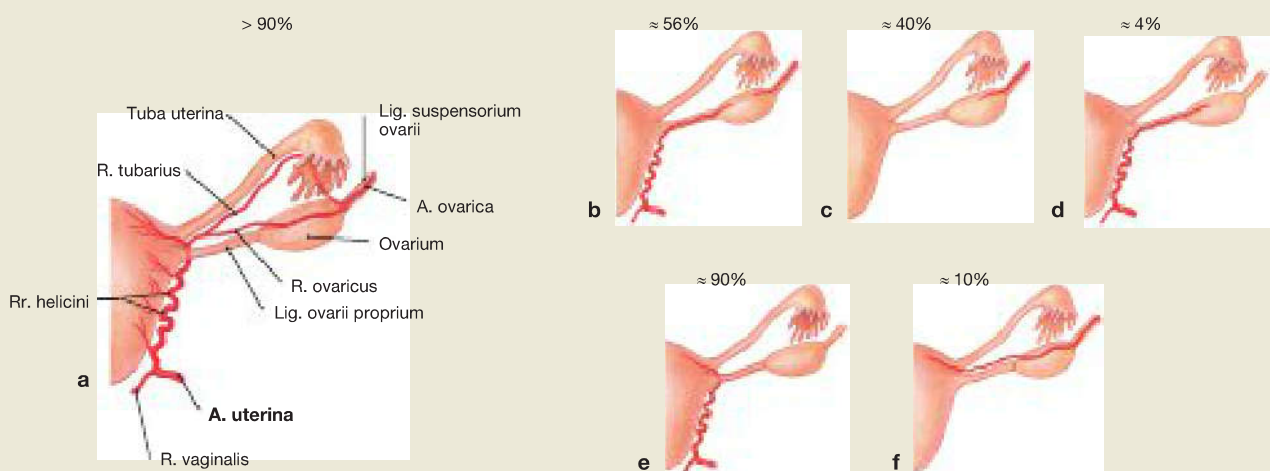 > 90%
Tuba uterina
Lig. suspensorium
ovarii
R. tubarius
A. ovarica
Ovarium
R. ovaricus
Rr. helicini
Lig. ovarii proprium
a
A. uterina
R. vaginalis
≈ 56%
≈ 40%
≈ 4%
b
c
d
≈ 90%
≈ 10%
e
f